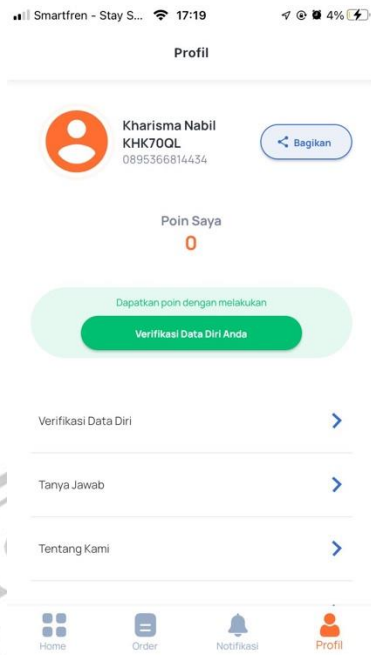 Smartfren - Stay S... 17:19 4%
Profil
Kharisma Nabil
KHK70QL
0895366814434
Bagikan
Poin Saya
0
Dapatkan poin dengan melakukan
Verifikasi Data Diri Anda
Verifikasi Data Diri
Tanya Jawab
Tentang Kami
Home Order Notifikasi Profil